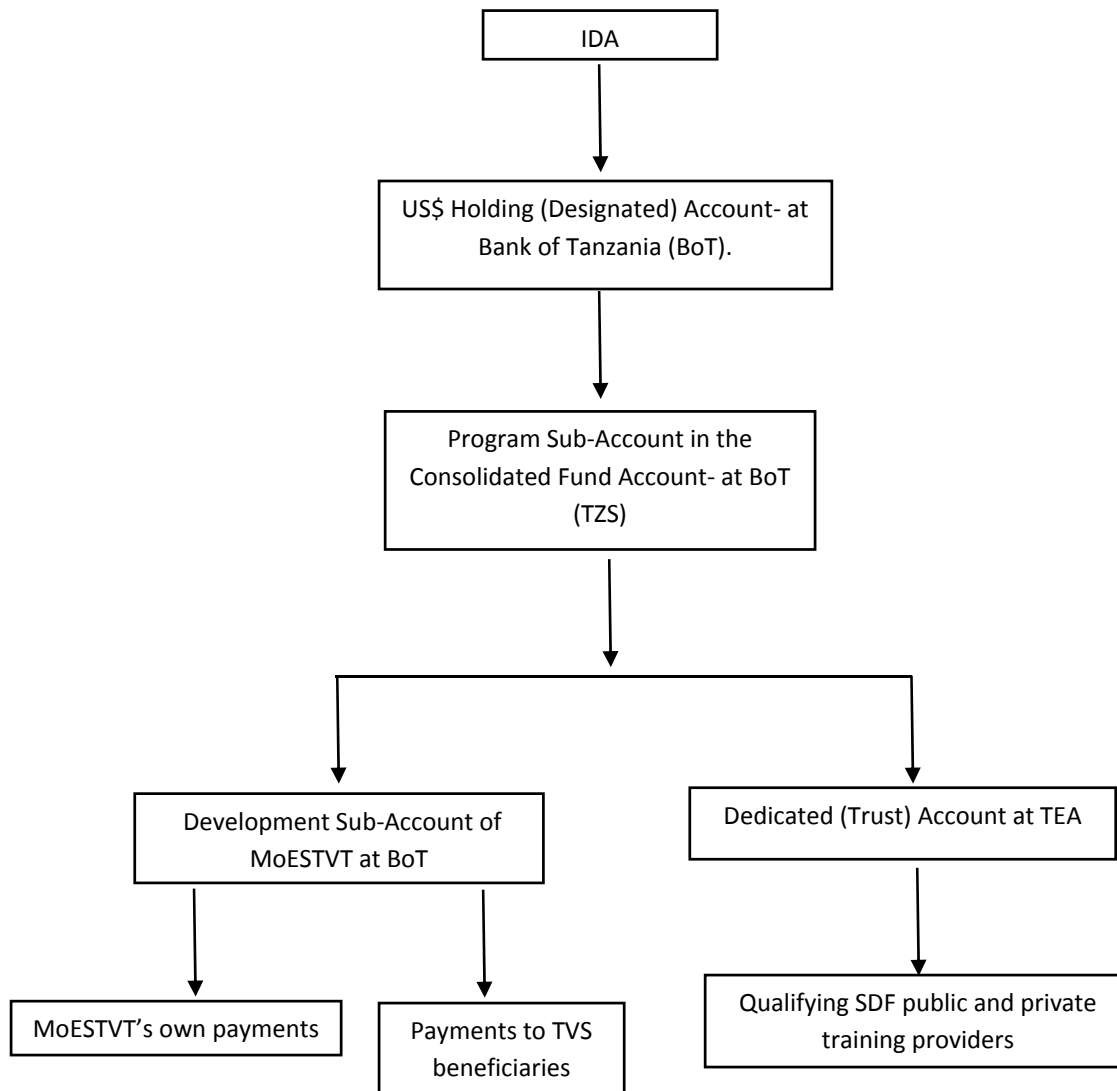 IDA
US$ Holding (Designated) Account- at
Bank of Tanzania (BoT).
Program Sub-Account in the
Consolidated Fund Account- at BoT
(TZS)
Development Sub-Account of
MoESTVT at BoT
Dedicated (Trust) Account at TEA
MoESTVT’s own payments
Payments to TVS
beneficiaries
Qualifying SDF public and private
training providers